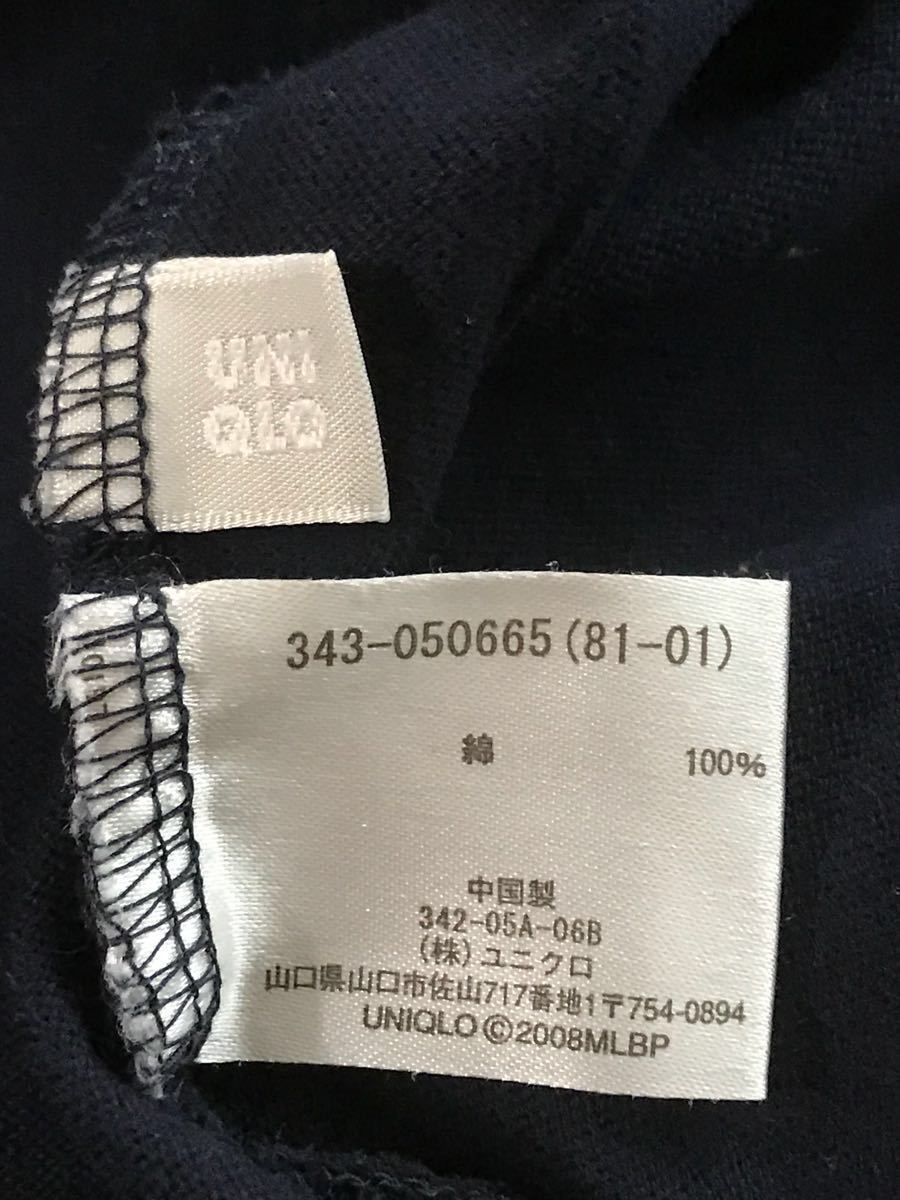 UNI
QLO
343-050665(81-01)
綿 100%
中国製
342-05A-06B
(株)ユニクロ
山口県山口市佐山717番地1〒754-0894
UNIQLO©2008MLBP